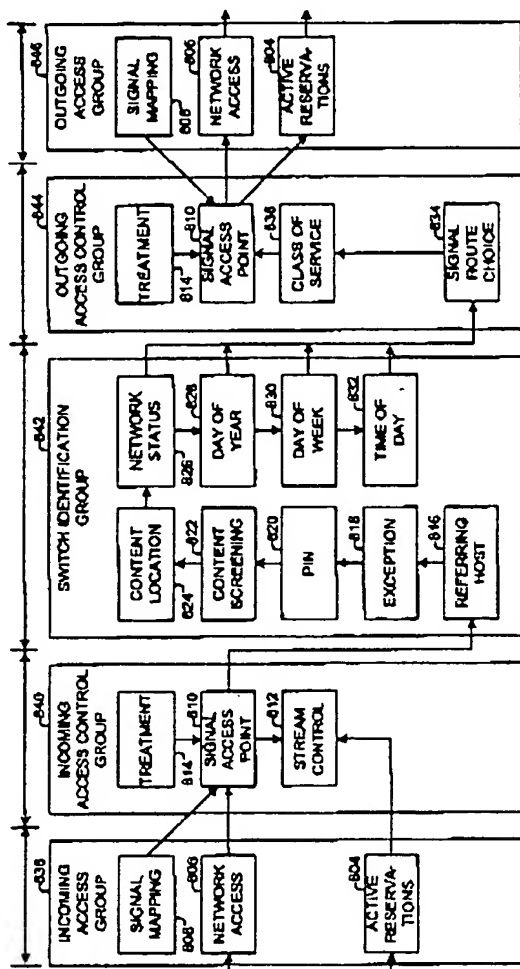 838
INCOMING
ACCESS
GROUP
SIGNAL
MAPPING
808
806
NETWORK
ACCESS
804
ACTIVE
RESERVA-
TIONS
840
INCOMING
ACCESS CONTROL
GROUP
TREATMENT
814
810
SIGNAL
ACCESS
POINT
812
STREAM
CONTROL
842
SWITCH IDENTIFICATION
GROUP
CONTENT
LOCATION
824
822
CONTENT
SCREENING
820
PIN
818
EXCEPTION
816
REFERRING
HOST
NETWORK
STATUS
826
828
DAY OF
YEAR
830
DAY OF
WEEK
832
TIME OF
DAY
844
OUTGOING
ACCESS CONTROL
GROUP
TREATMENT
814
810
SIGNAL
ACCESS
POINT
836
CLASS OF
SERVICE
834
SIGNAL
ROUTE
CHOICE
846
OUTGOING
ACCESS
GROUP
SIGNAL
MAPPING
808
806
NETWORK
ACCESS
804
ACTIVE
RESERVA-
TIONS